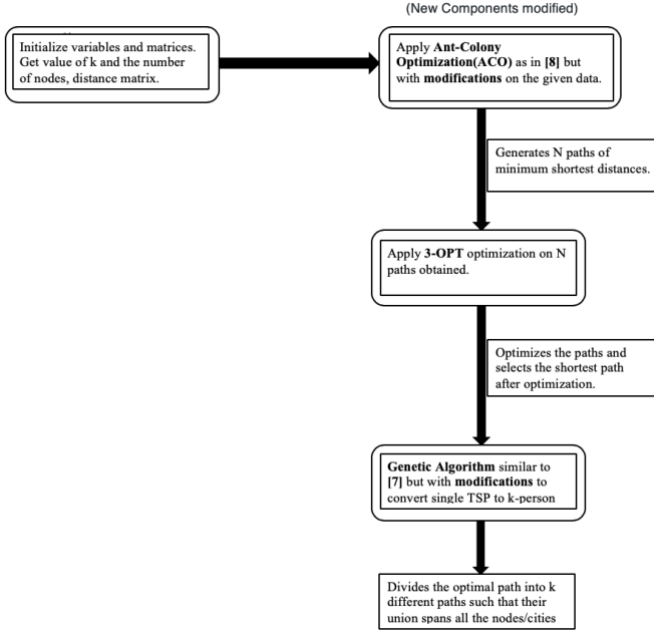 (New Components modified)
Initialize variables and matrices.
Get value of k and the number
of nodes, distance matrix.
Apply Ant-Colony
Optimization(ACO) as in [8] but
with modifications on the given data.
Generates N paths of
minimum shortest distances.
Apply 3-OPT optimization on N
paths obtained.
Optimizes the paths and
selects the shortest path
after optimization.
Genetic Algorithm similar to
[7] but with modifications to
convert single TSP to k-person
Divides the optimal path into k
different paths such that their
union spans all the nodes/cities